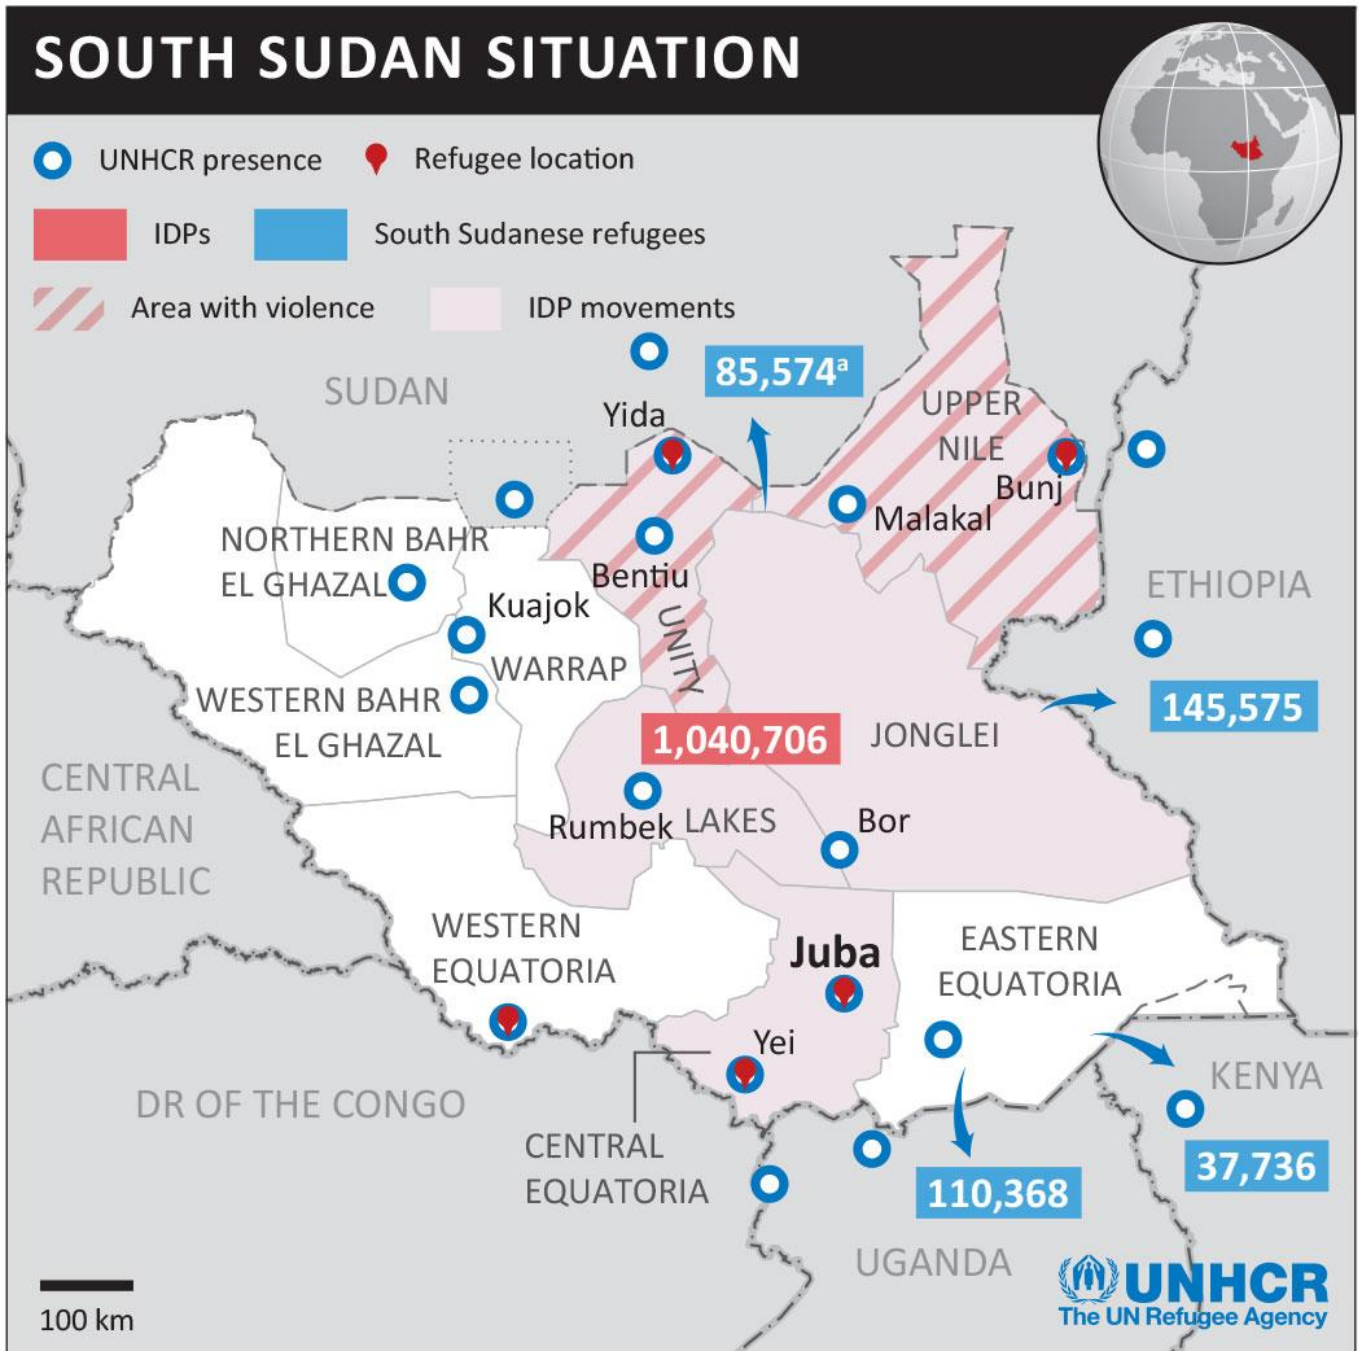 SOUTH SUDAN SITUATION
UNHCR presence
Refugee location
IDPs
South Sudanese refugees
Area with violence
IDP movements
SUDAN
85,574ª
Yida
UPPER
NILE
Bunj
Malakal
NORTHERN BAHR
EL GHAZAL
Bentiu
ETHIOPIA
Kuajok
UNITY
WARRAP
WESTERN BAHR
EL GHAZAL
145,575
1,040,706
JONGLEI
CENTRAL
AFRICAN
REPUBLIC
Rumbek
LAKES
Bor
WESTERN
EQUATORIA
Juba
EASTERN
EQUATORIA
Yei
KENYA
DR OF THE CONGO
CENTRAL
EQUATORIA
37,736
110,368
UGANDA
100 km
UNHCR
The UN Refugee Agency